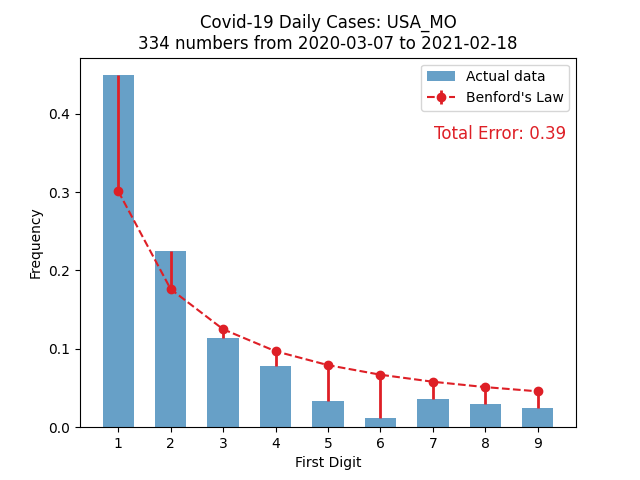 Covid-19 Daily Cases: USA_MO
334 numbers from 2020-03-07 to 2021-02-18
Actual data
Benford's Law
Total Error: 0.39
Frequency
0.4
0.3
0.2
0.1
0.0
1 2 3 4 5 6 7 8 9
First Digit